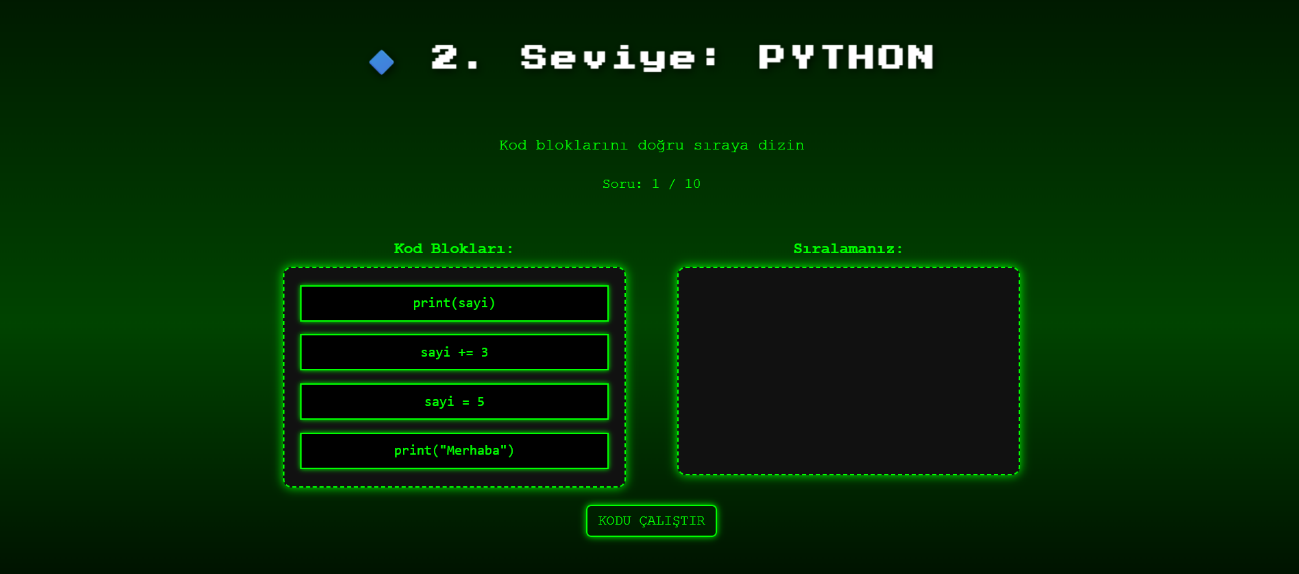 2. Seviye: PYTHON
Kod bloklarını doğru sıraya dizin
Soru: 1 / 10
Kod Blokları:
print(sayi)
sayi += 3
sayi = 5
print("Merhaba")
Sıralamanız:
KODU ÇALIŞTIR